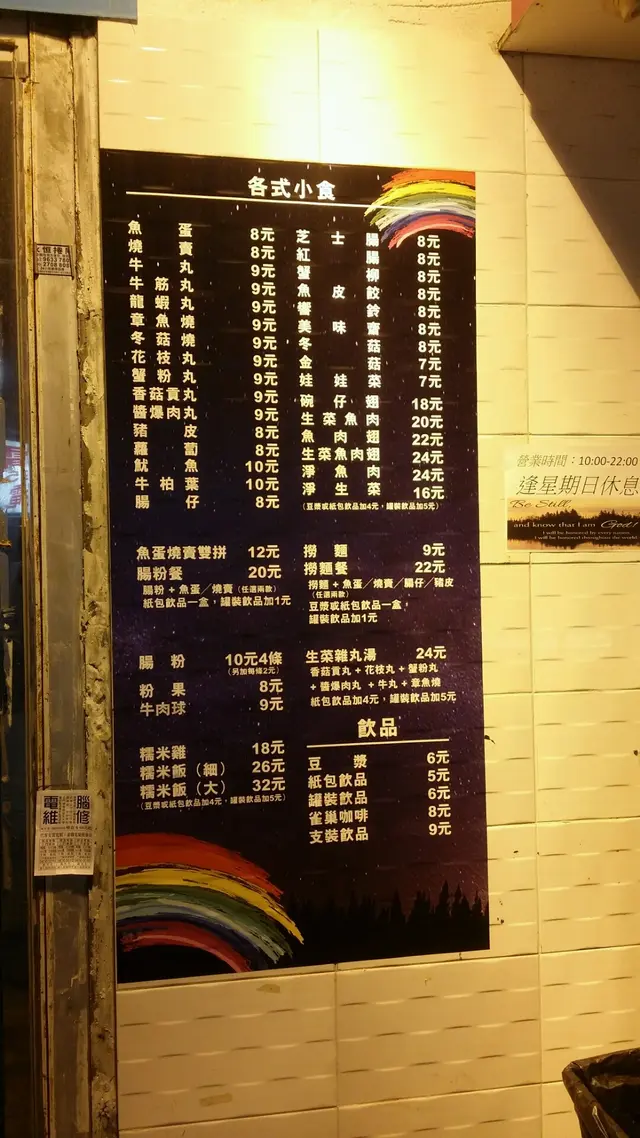 各式小食
魚蛋 8元
燒賣 8元
牛丸 9元
牛筋丸 9元
龍蝦丸 9元
章魚燒 9元
冬菇燒 9元
花枝丸 9元
蟹粉丸 9元
香菇貢丸 9元
醬爆肉丸 9元
豬皮 8元
蘿蔔 8元
魷魚 10元
牛柏葉 10元
腸仔 8元
芝士腸 8元
紅腸 8元
蟹柳 8元
魚皮餃 8元
響鈴 8元
美味齋 8元
冬菇 8元
金菇 7元
娃娃菜 7元
碗仔翅 18元
生菜魚肉 20元
魚肉翅 22元
生菜魚肉翅 24元
淨魚肉 24元
淨生菜 16元
(豆漿或紙包飲品加4元，罐裝飲品加5元)
魚蛋燒賣雙拼 12元
腸粉餐 20元
腸粉 + 魚蛋／燒賣 (任選兩款)
紙包飲品一盒，罐裝飲品加1元
撈麵 9元
撈麵餐 22元
撈麵 + 魚蛋／燒賣／腸仔／豬皮
(任選兩款)
豆漿或紙包飲品一盒，
罐裝飲品加1元
腸粉 10元4條
(另加每條2元)
粉果 8元
牛肉球 9元
生菜雜丸湯 24元
香菇貢丸 + 花枝丸 + 蟹粉丸
+ 醬爆肉丸 + 牛丸 + 章魚燒
紙包飲品加4元，罐裝飲品加5元
糯米雞 18元
糯米飯（細） 26元
糯米飯（大） 32元
(豆漿或紙包飲品加4元，罐裝飲品加5元)
飲品
豆漿 6元
紙包飲品 5元
罐裝飲品 6元
雀巢咖啡 8元
支裝飲品 9元
營業時間：10:00-22:00
逢星期日休息
Be Still,
and know that I am God!
I will be honored by every nation.
I will be honored throughout the world.
電腦
維修